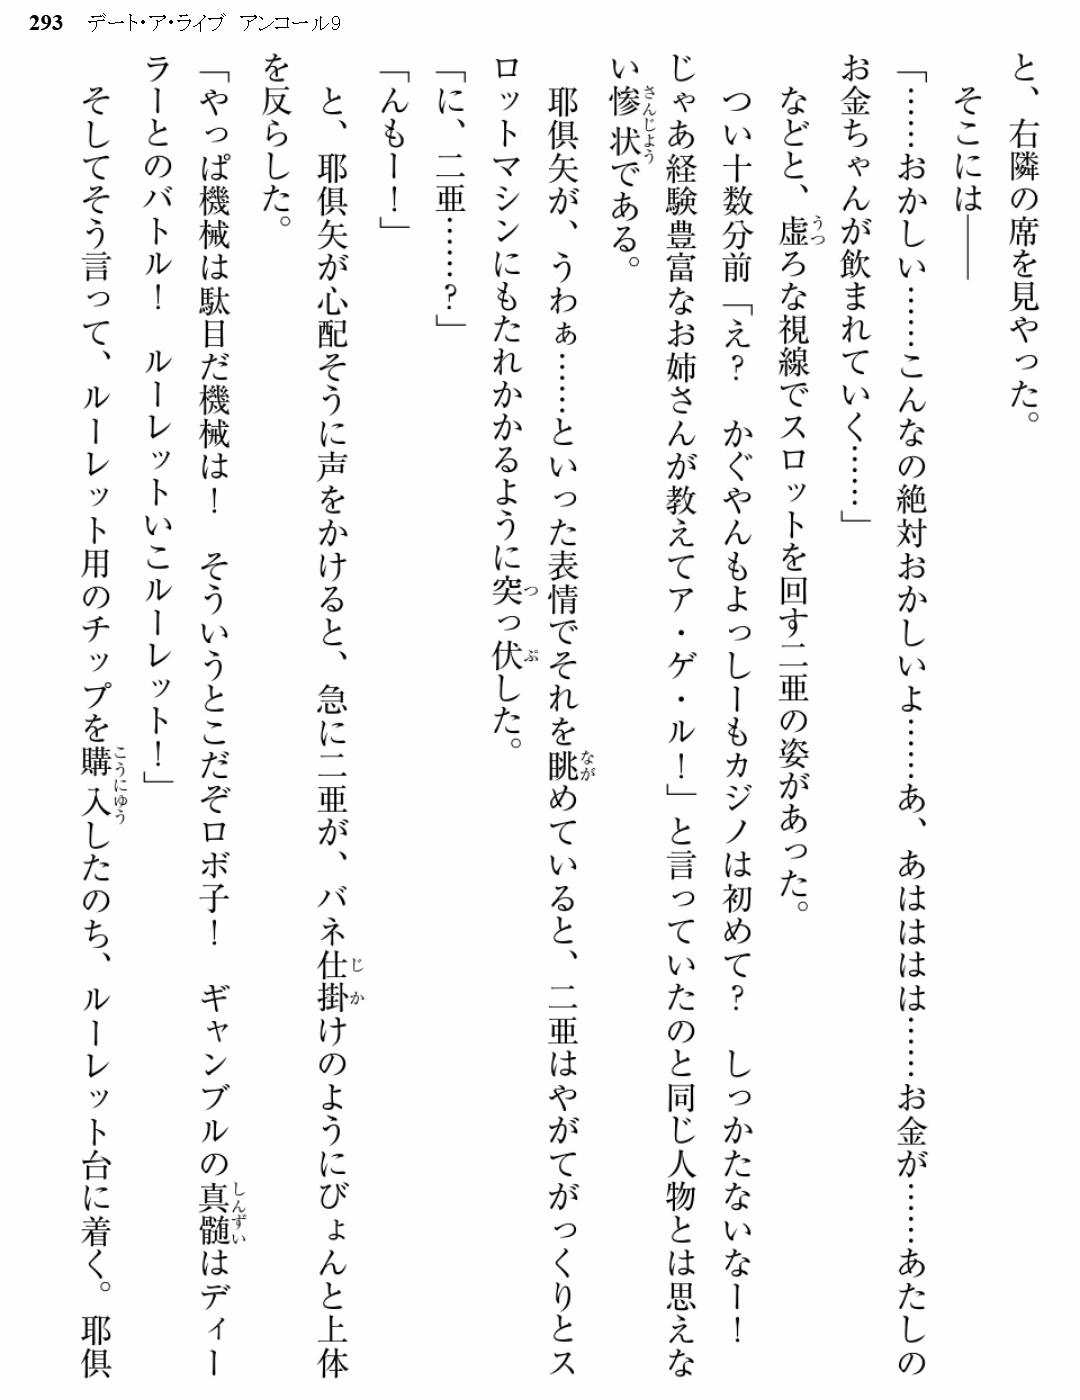 293 デート・ア・ライブ アンコール9
と、右隣の席を見やった。
そこには――
「……おかしい……こんなの絶対おかしいよ……あ、あはははは……お金が……あたしの
お金ちゃんが飲まれていく……」
などと、虚ろな視線でスロットを回す二亜の姿があった。
つい十数分前「え？　かぐやんもよっしーもカジノは初めて？　しっかたないなー！
じゃあ経験豊富なお姉さんが教えてア・ゲ・ル！」と言っていたのと同じ人物とは思えな
い惨状である。
耶倶矢が、うわぁ……といった表情でそれを眺めていると、二亜はやがてがっくりとス
ロットマシンにもたれかかるように突っ伏した。
「に、二亜……？」
「んもー！」
と、耶倶矢が心配そうに声をかけると、急に二亜が、バネ仕掛けのようにびょんと上体
を反らした。
「やっぱ機械は駄目だ機械は！　そういうとこだぞロボ子！　ギャンブルの真髄はディー
ラーとのバトル！　ルーレットいこルーレット！」
そしてそう言って、ルーレット用のチップを購入したのち、ルーレット台に着く。耶倶